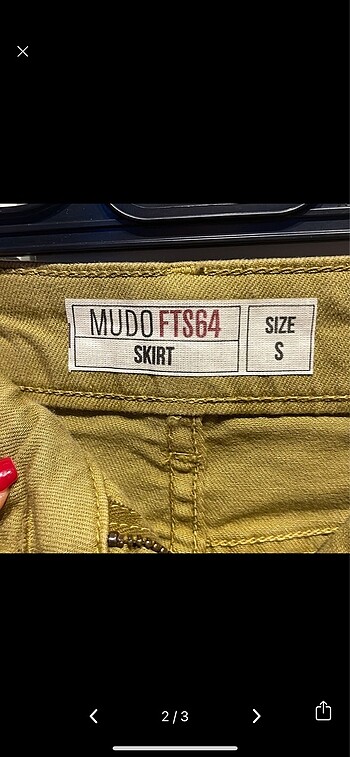 MUDO FTS64
SKIRT
SIZE
S
2/3